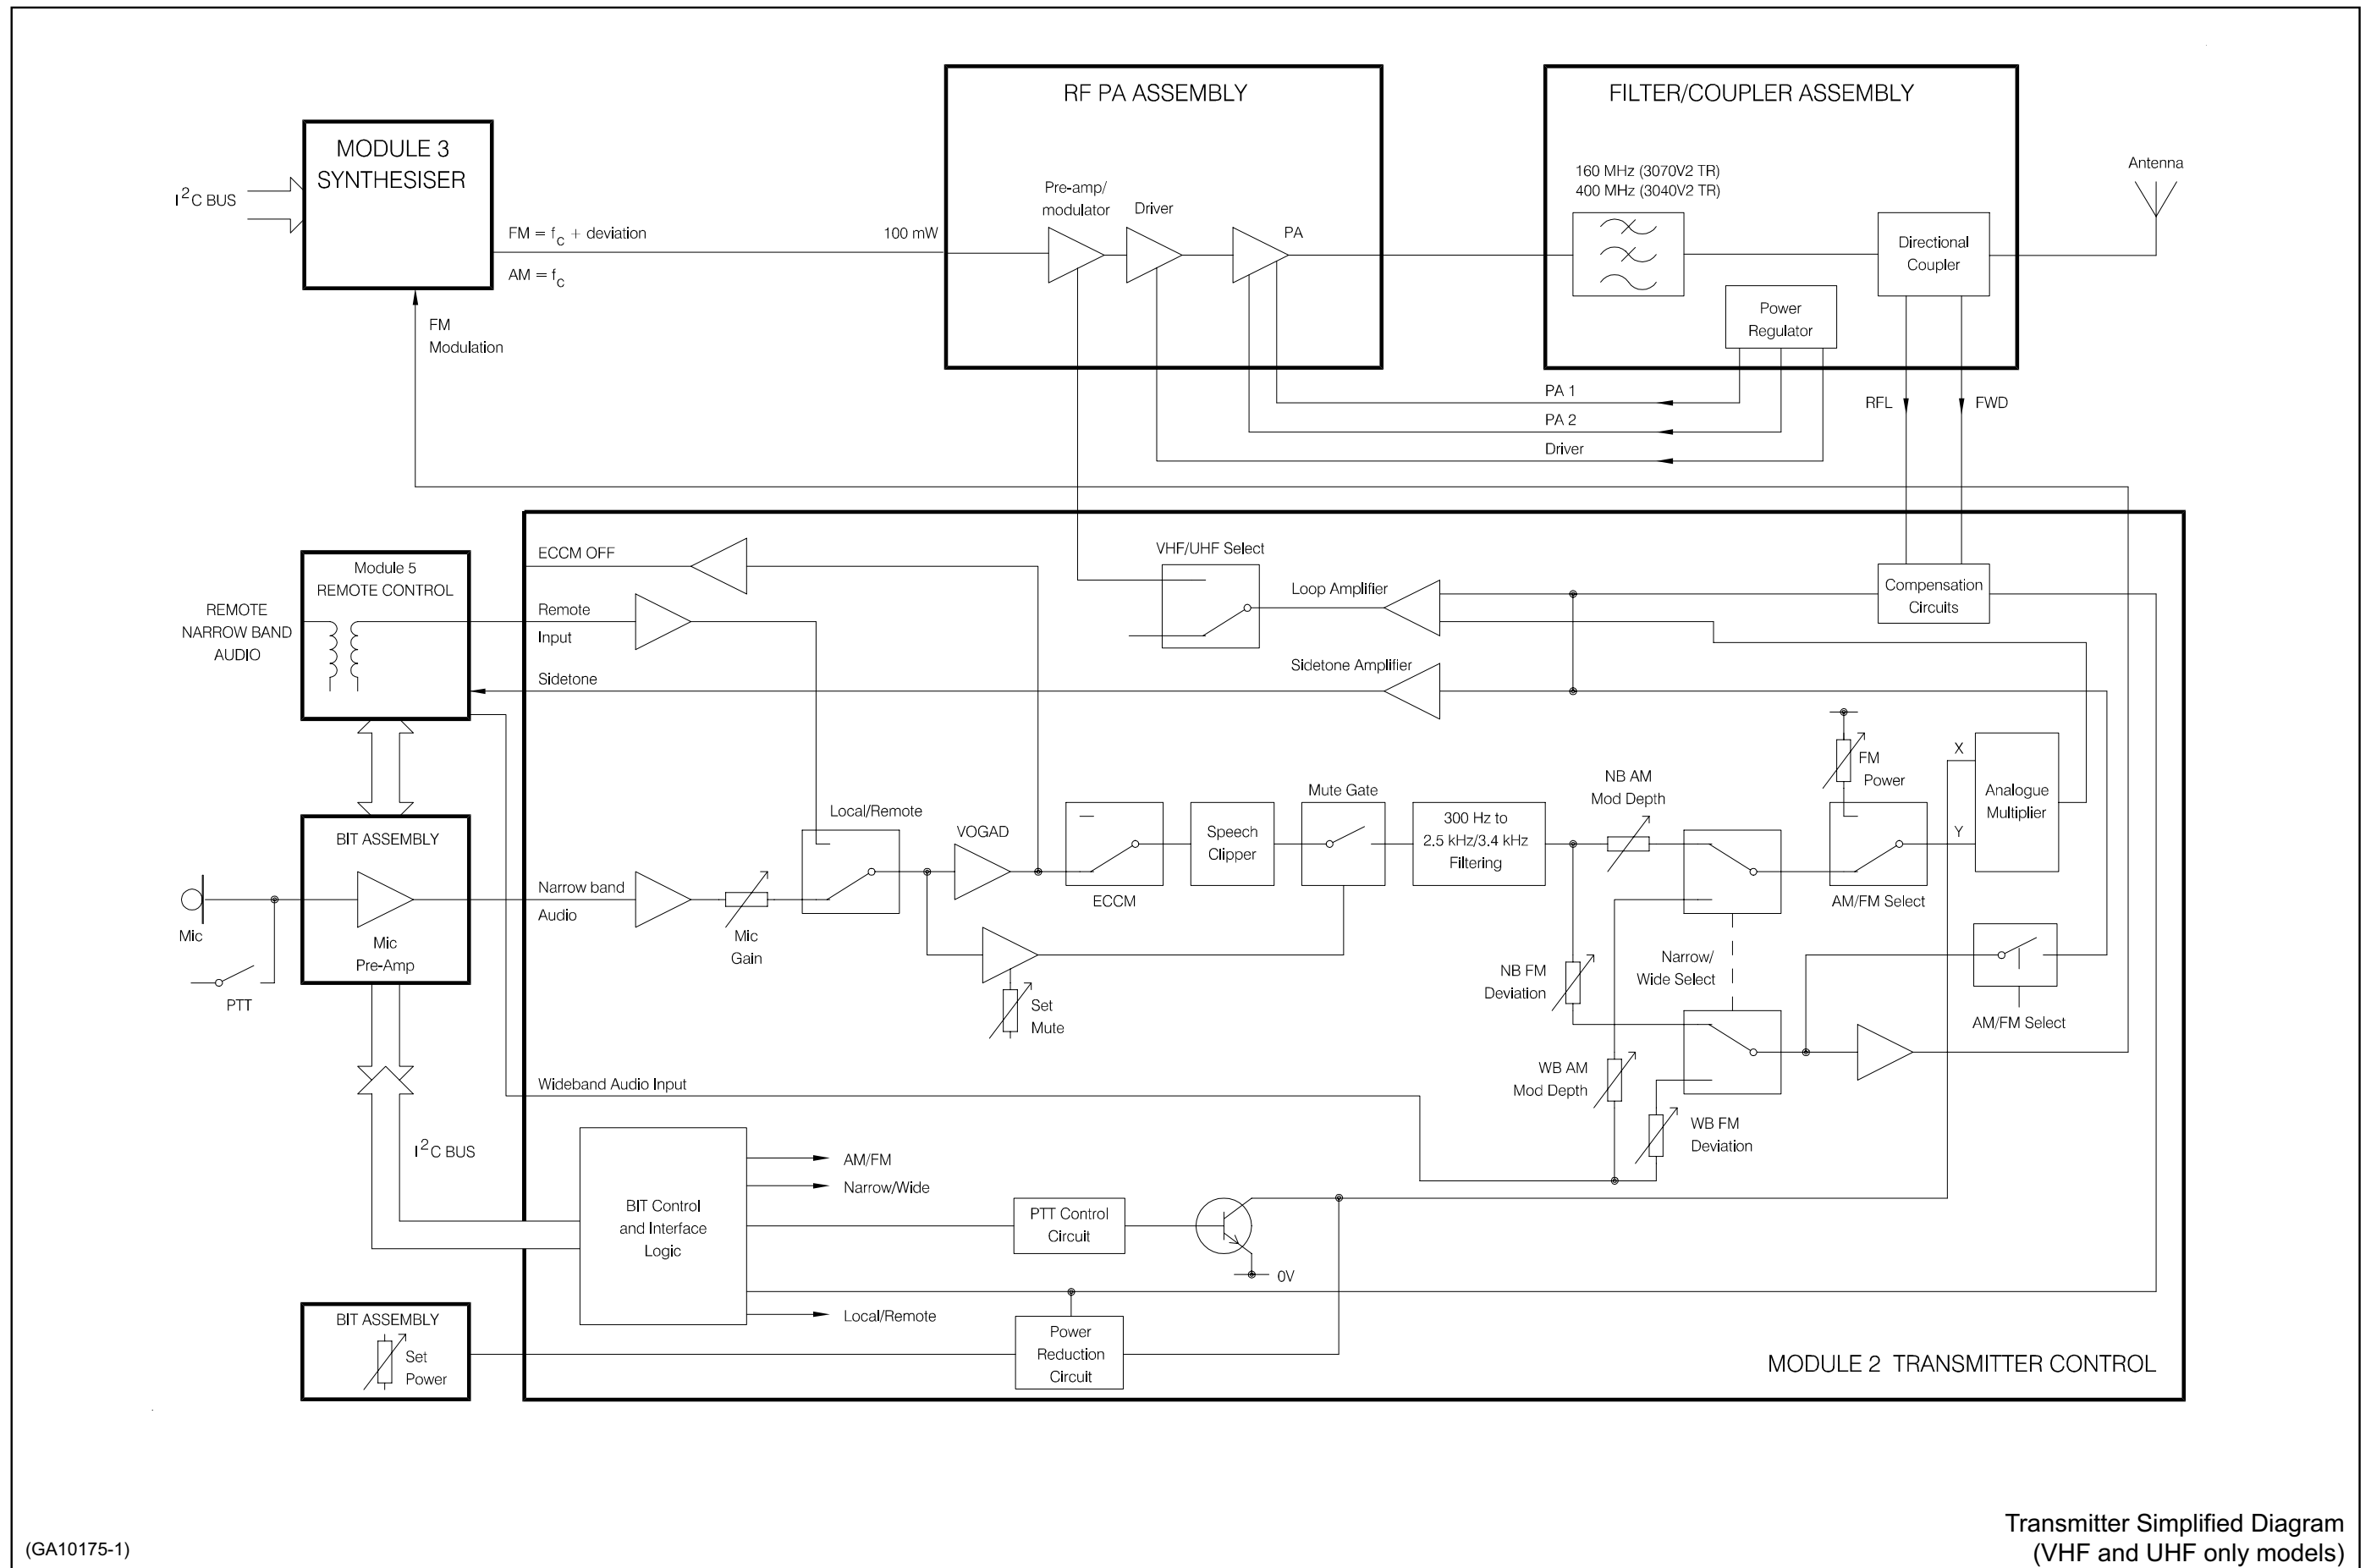 RF PA ASSEMBLY
FILTER/COUPLER ASSEMBLY
MODULE 3
SYNTHESISER
I2C BUS
FM = fC + deviation
AM = fC
100 mW
FM
Modulation
Pre-amp/
modulator
Driver
PA
160 MHz (3070V2 TR)
400 MHz (3040V2 TR)
Directional
Coupler
Power
Regulator
Antenna
PA 1
PA 2
Driver
RFL
FWD
Module 5
REMOTE CONTROL
REMOTE
NARROW BAND
AUDIO
ECCM OFF
Remote
Input
Sidetone
VHF/UHF Select
Loop Amplifier
Sidetone Amplifier
Compensation
Circuits
BIT ASSEMBLY
Mic
Pre-Amp
Mic
PTT
Narrow band
Audio
Mic
Gain
Local/Remote
VOGAD
Set
Mute
ECCM
Speech
Clipper
Mute Gate
300 Hz to
2.5 kHz/3.4 kHz
Filtering
NB AM
Mod Depth
NB FM
Deviation
Narrow/
Wide Select
FM
Power
AM/FM Select
X
Y
Analogue
Multiplier
AM/FM Select
WB AM
Mod Depth
WB FM
Deviation
Wideband Audio Input
I2C BUS
BIT Control
and Interface
Logic
AM/FM
Narrow/Wide
PTT Control
Circuit
0V
Local/Remote
BIT ASSEMBLY
Set
Power
Power
Reduction
Circuit
MODULE 2 TRANSMITTER CONTROL
(GA10175-1)
Transmitter Simplified Diagram
(VHF and UHF only models)